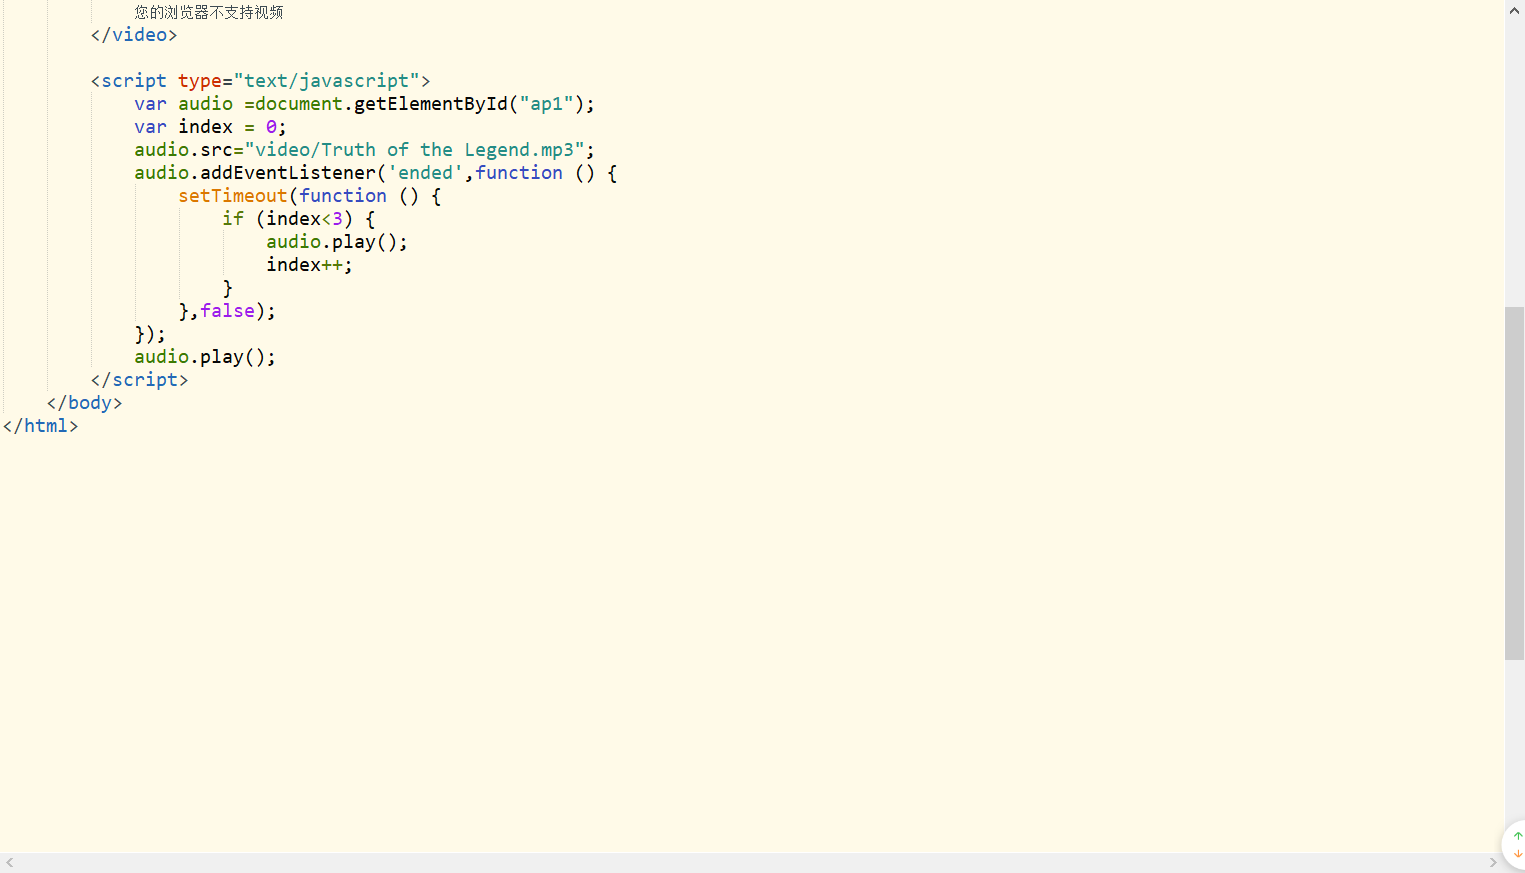 您的浏览器不支持视频
</video>
<script type="text/javascript">
var audio =document.getElementById("ap1");
var index = 0;
audio.src="video/Truth of the Legend.mp3";
audio.addEventListener('ended',function () {
setTimeout(function () {
if (index<3) {
audio.play();
index++;
}
},false);
});
audio.play();
</script>
</body>
</html>